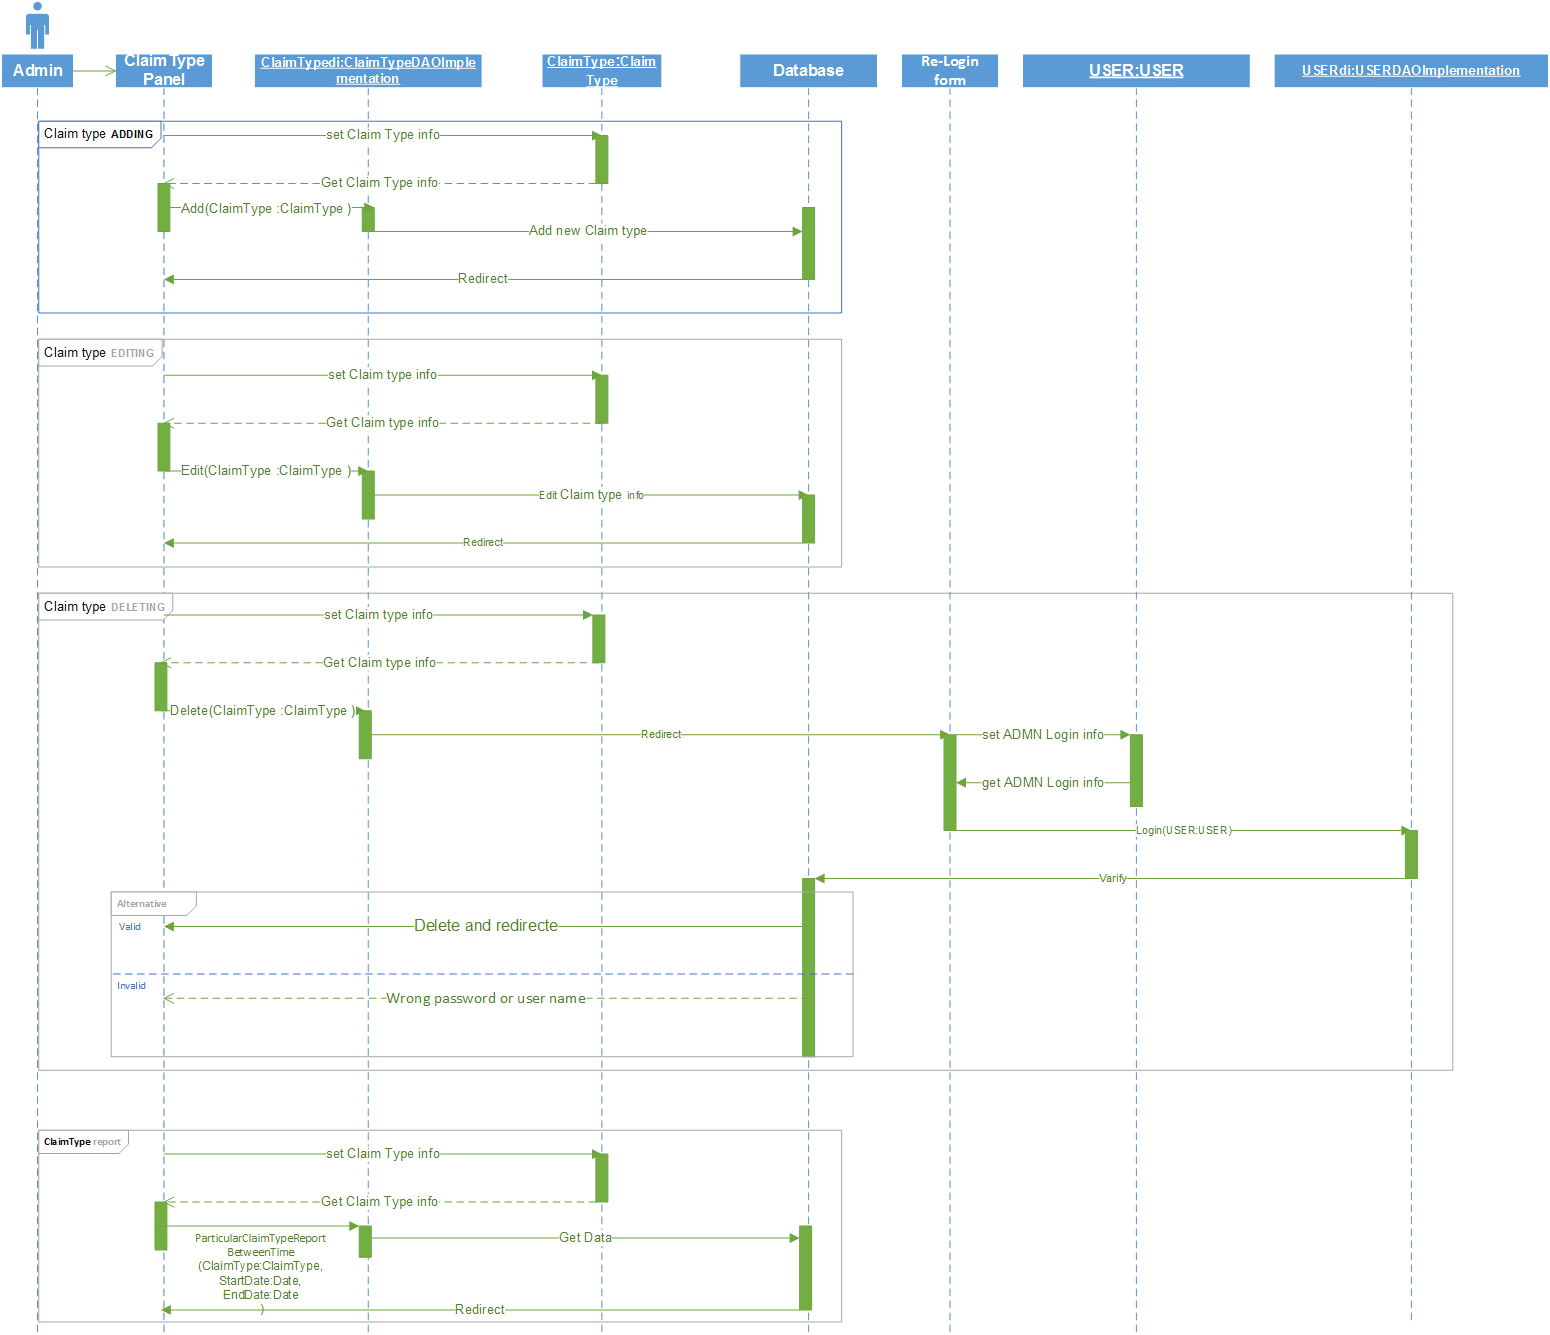 Admin
Claim Type
Panel
ClaimTypedi:ClaimTypeDAOImple
mentation
ClaimType:Claim
Type
Database
Re-Login
form
USER:USER
USERdi:USERDAOImplementation
Claim type ADDING
set Claim Type info
Get Claim Type info
Add(ClaimType :ClaimType )
Add new Claim type
Redirect
Claim type EDITING
set Claim type info
Get Claim type info
Edit(ClaimType :ClaimType )
Edit Claim type info
Redirect
Claim type DELETING
set Claim type info
Get Claim type info
Delete(ClaimType :ClaimType )
Redirect
set ADMN Login info
get ADMN Login info
Login(USER:USER)
Varify
Alternative
Valid
Delete and redirecte
Invalid
Wrong password or user name
ClaimType report
set Claim Type info
Get Claim Type info
ParticularClaimTypeReport
BetweenTime
(ClaimType:ClaimType,
StartDate:Date,
EndDate:Date
)
Get Data
Redirect